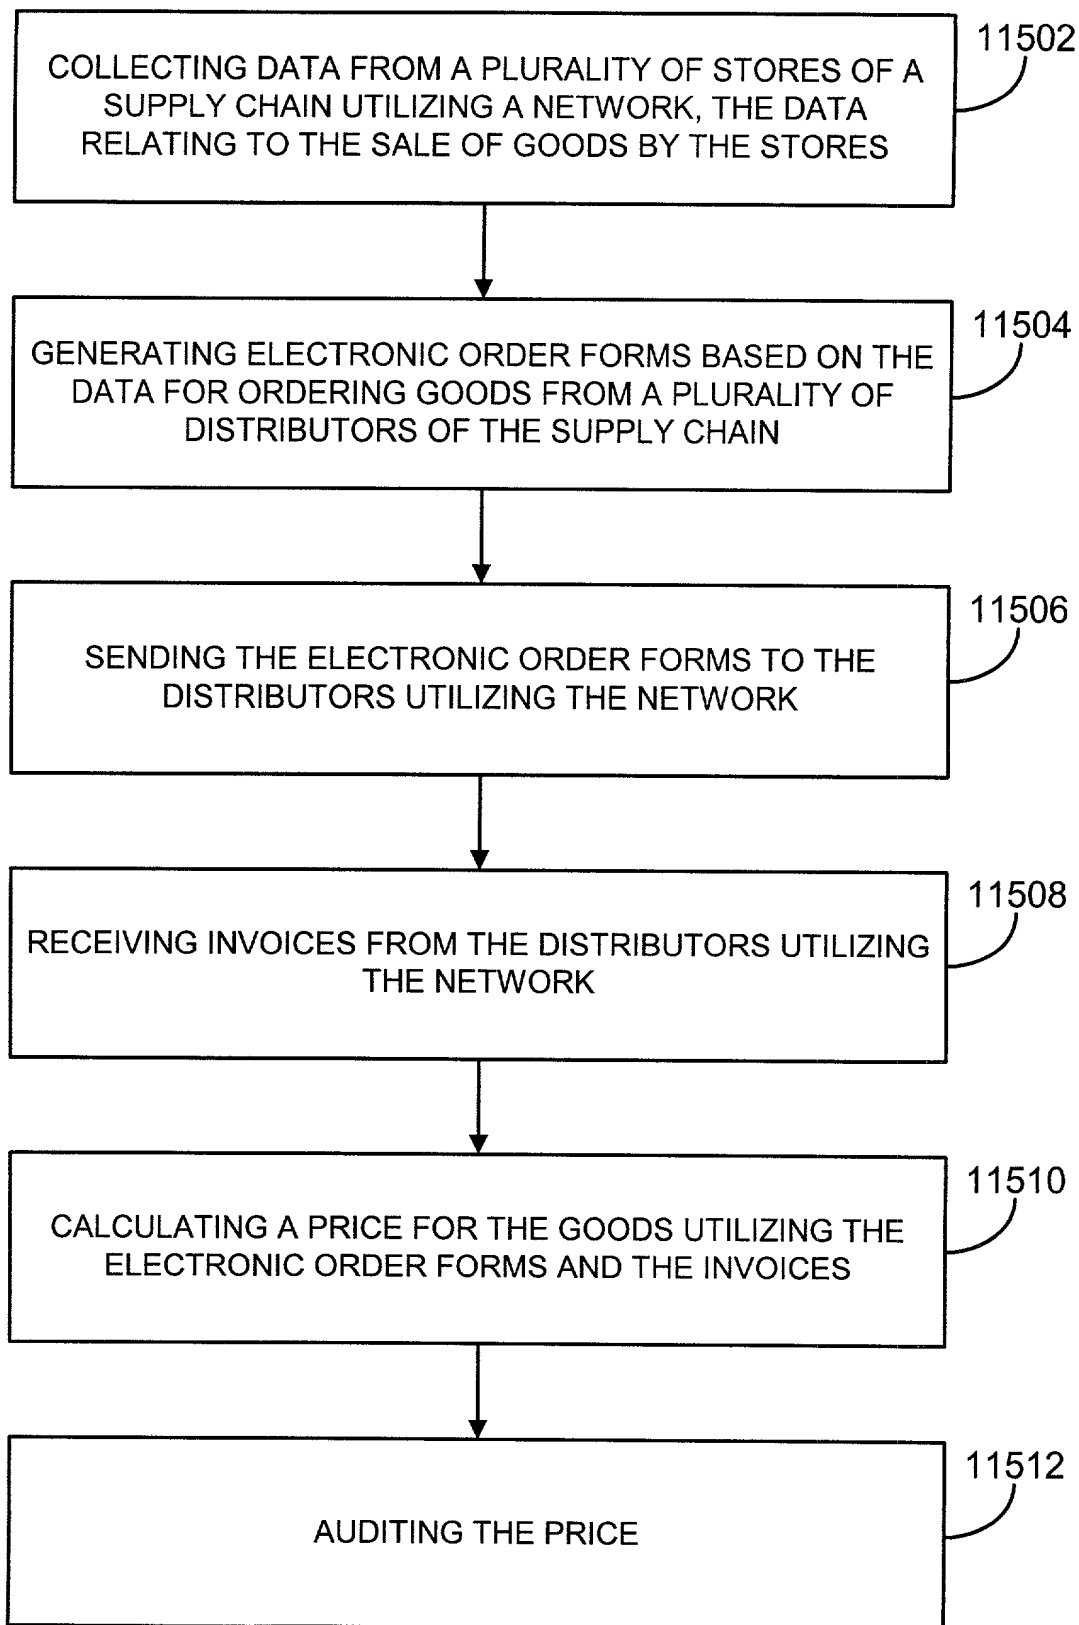 11502
COLLECTING DATA FROM A PLURALITY OF STORES OF A
SUPPLY CHAIN UTILIZING A NETWORK, THE DATA
RELATING TO THE SALE OF GOODS BY THE STORES
11504
GENERATING ELECTRONIC ORDER FORMS BASED ON THE
DATA FOR ORDERING GOODS FROM A PLURALITY OF
DISTRIBUTORS OF THE SUPPLY CHAIN
11506
SENDING THE ELECTRONIC ORDER FORMS TO THE
DISTRIBUTORS UTILIZING THE NETWORK
11508
RECEIVING INVOICES FROM THE DISTRIBUTORS UTILIZING
THE NETWORK
11510
CALCULATING A PRICE FOR THE GOODS UTILIZING THE
ELECTRONIC ORDER FORMS AND THE INVOICES
11512
AUDITING THE PRICE